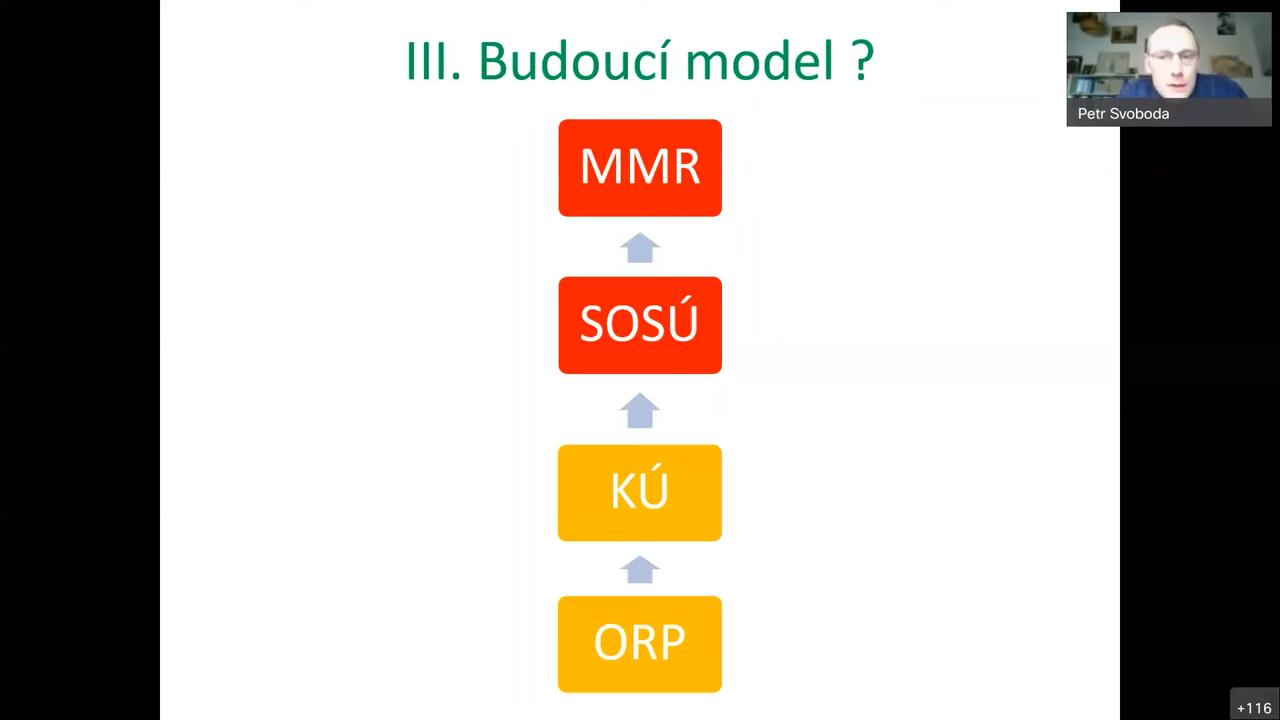 III. Budoucí model ?
Petr Svoboda
MMR
SOSÚ
KÚ
ORP
+116